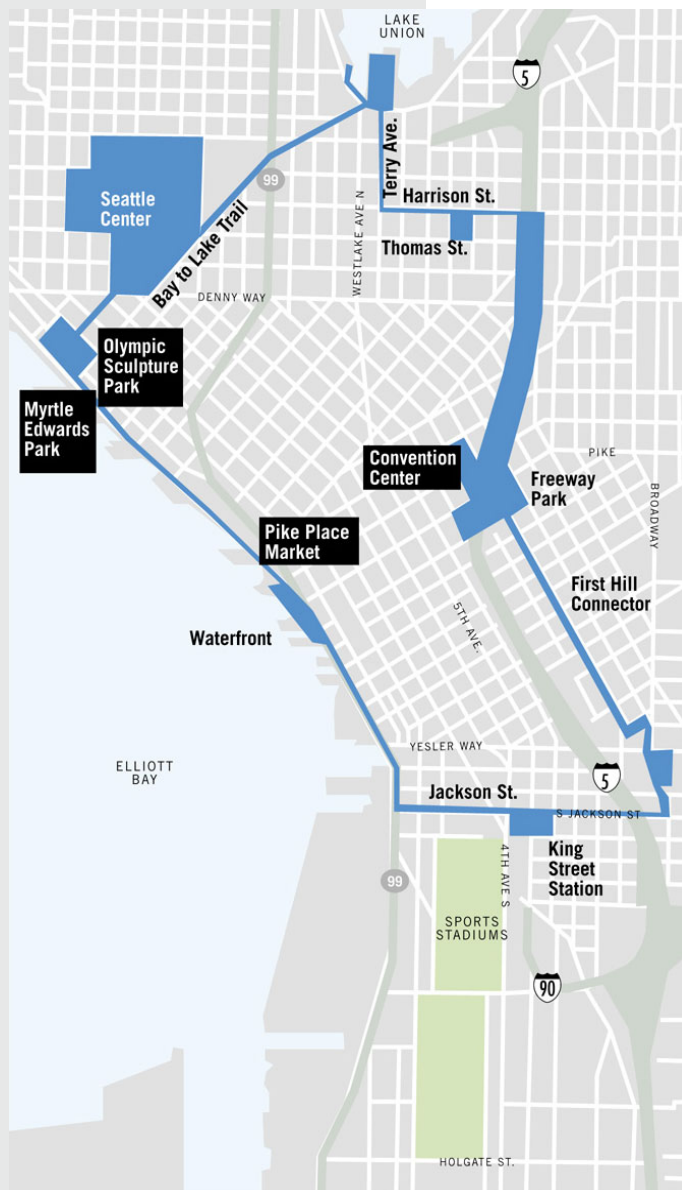 LAKE
UNION
5
Terry Ave.
99
Seattle
Center
Harrison St.
WESTLAKE AVE N
Bay to Lake Trail
Thomas St.
DENNY WAY
Olympic
Sculpture
Park
Myrtle
Edwards
Park
Convention
Center
PIKE
Freeway
Park
BROADWAY
Pike Place
Market
First Hill
Connector
5TH AVE.
Waterfront
YESLER WAY
ELLIOTT
BAY
5
Jackson St.
S JACKSON ST
King
Street
Station
4TH AVE S
99
SPORTS
STADIUMS
90
HOLGATE ST.